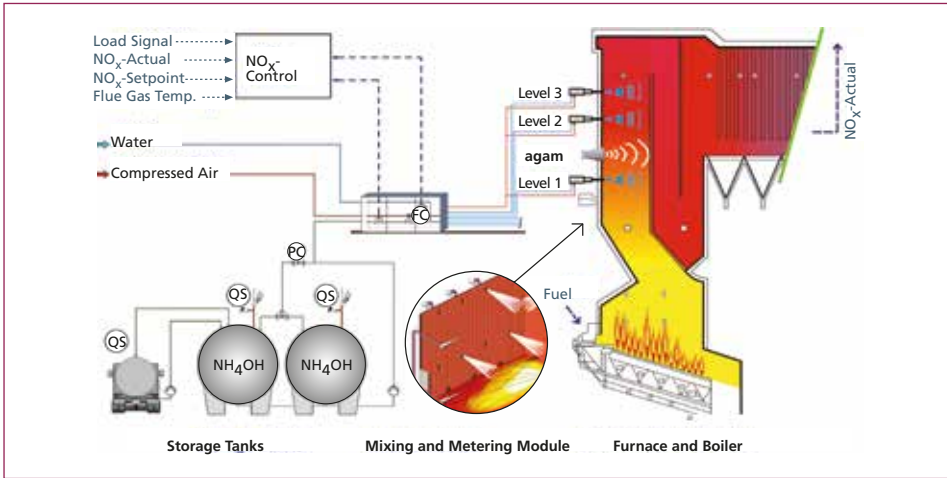 Load Signal
NOx-Actual
NOx-Setpoint
Flue Gas Temp.
NOx-
Control
Water
Compressed Air
Level 3
Level 2
agam
Level 1
NOx-Actual
FC
PC
QS
QS
QS
NH4OH
NH4OH
Fuel
Storage Tanks
Mixing and Metering Module
Furnace and Boiler